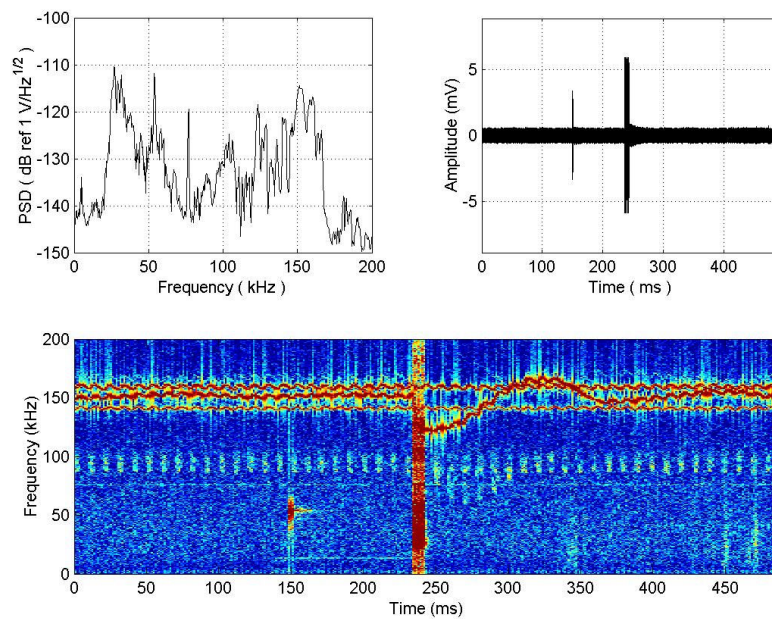 -100
-110
-120
-130
-140
-150
PSD ( dB ref 1 V/Hz^1/2 )
0 50 100 150 200
Frequency ( kHz )
5
0
-5
Amplitude (mV)
0 100 200 300 400
Time ( ms )
200
150
100
50
0
Frequency (kHz)
0 50 100 150 200 250 300 350 400 450
Time (ms)